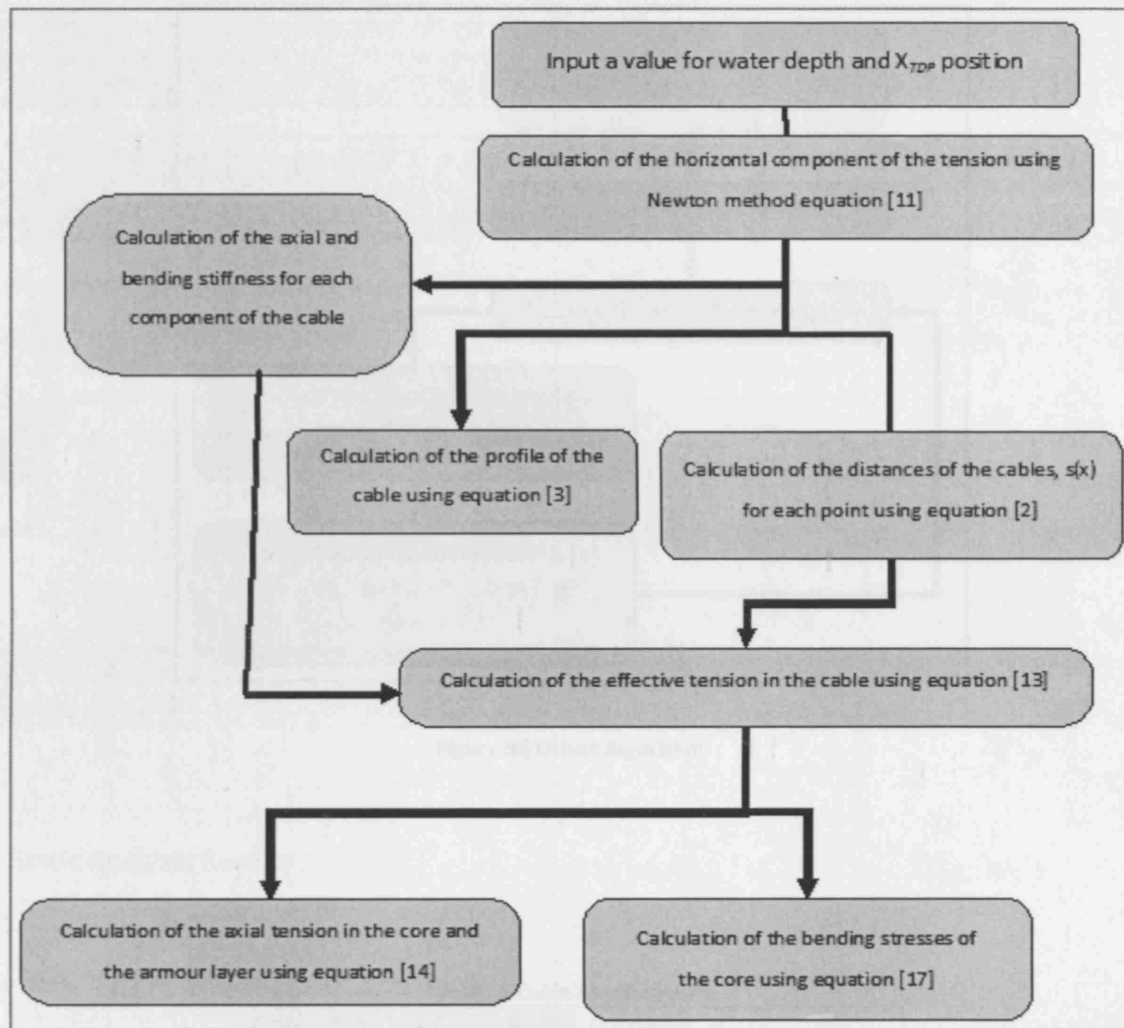 Input a value for water depth and XTDP position
Calculation of the horizontal component of the tension using
Newton method equation [11]
Calculation of the axial and
bending stiffness for each
component of the cable
Calculation of the profile of the
cable using equation [3]
Calculation of the distances of the cables, s(x)
for each point using equation [2]
Calculation of the effective tension in the cable using equation [13]
Calculation of the axial tension in the core and
the armour layer using equation [14]
Calculation of the bending stresses of
the core using equation [17]